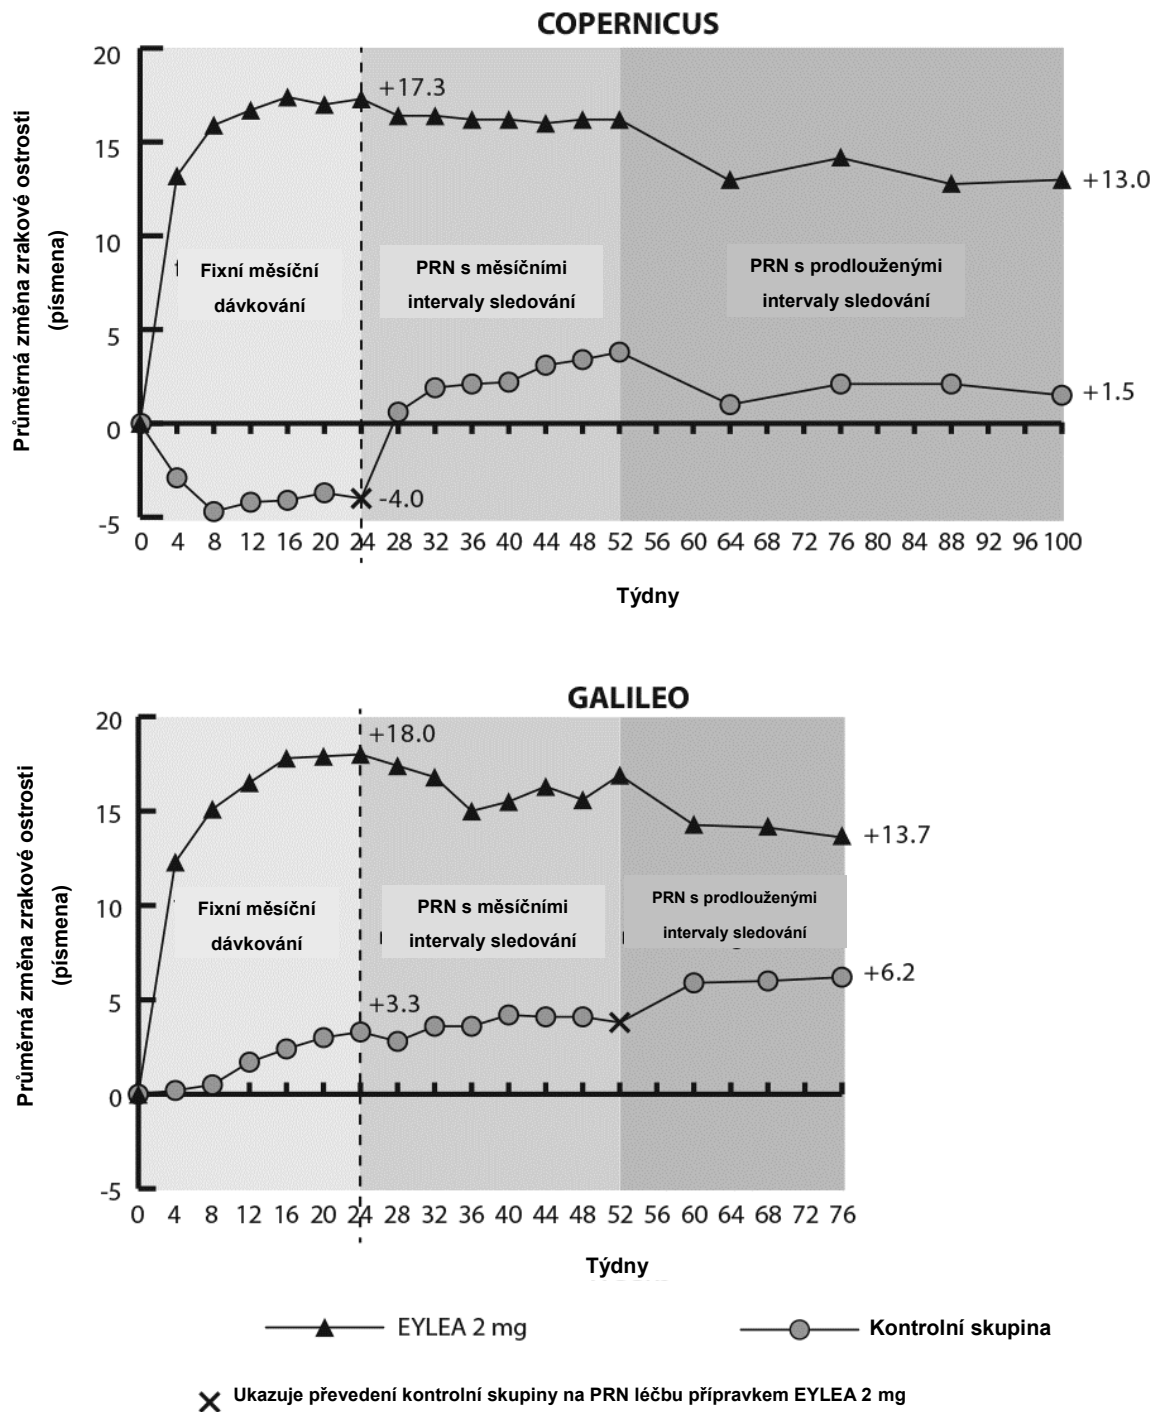 COPERNICUS
Průměrná změna zrakové ostrosti
(písmena)
20
15
10
5
0
-5
+17.3
+13.0
Fixní měsíční
dávkování
PRN s měsíčními
intervaly sledování
PRN s prodlouženými
intervaly sledování
+1.5
-4.0
0 4 8 12 16 20 24 28 32 36 40 44 48 52 60 64 68 72 76 80 84 88 92 96 100
Týdny
GALILEO
Průměrná změna zrakové ostrosti
(písmena)
20
15
10
5
0
-5
+18.0
+13.7
Fixní měsíční
dávkování
PRN s měsíčními
intervaly sledování
PRN s prodlouženými
intervaly sledování
+3.3
+6.2
0 4 8 12 16 20 24 28 32 36 40 44 48 52 56 60 64 68 72 76
Týdny
EYLEA 2 mg
Kontrolní skupina
Ukazuje převedení kontrolní skupiny na PRN léčbu přípravkem EYLEA 2 mg